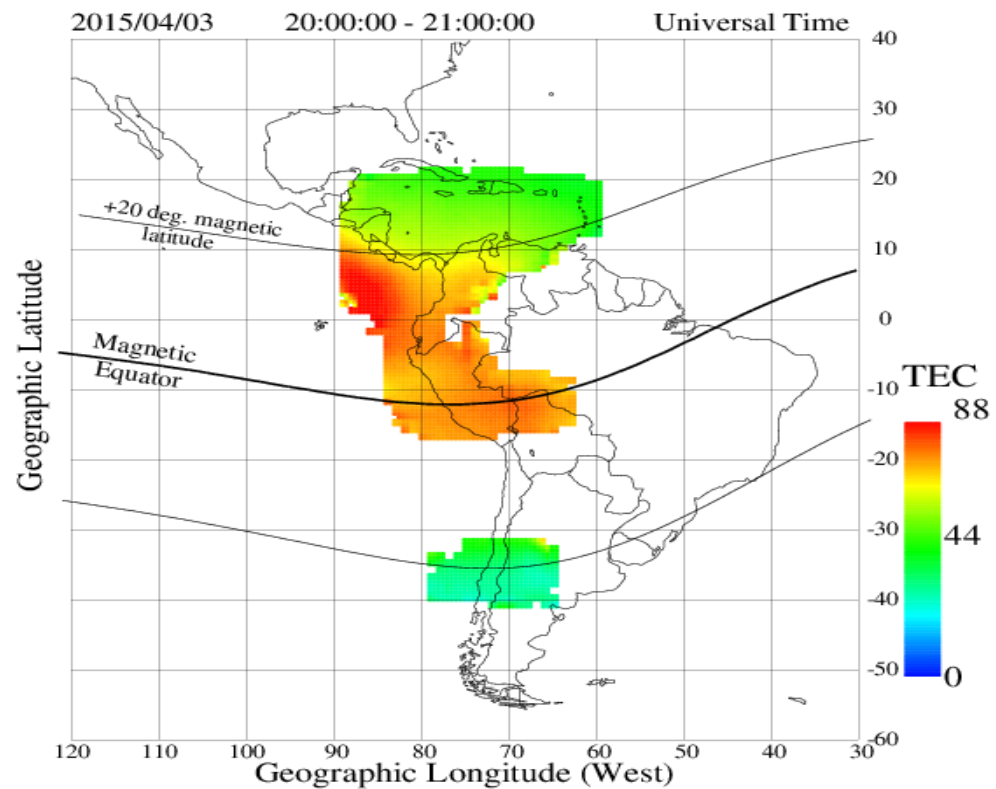 2015/04/03 20:00:00 - 21:00:00 Universal Time
40
30
20
10
0
-10
-20
-30
-40
-50
-60
+20 deg. magnetic
latitude
Magnetic
Equator
Geographic Latitude
TEC
88
44
0
120 110 100 90 80 70 60 50 40 30
Geographic Longitude (West)